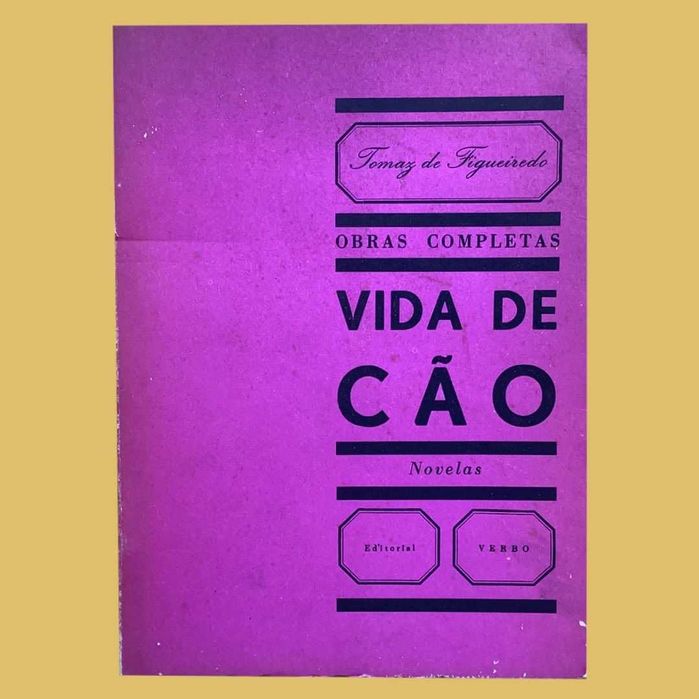 Tomaz de Figueiredo
OBRAS COMPLETAS
VIDA DE
CÃO
Novelas
Editorial VERBO